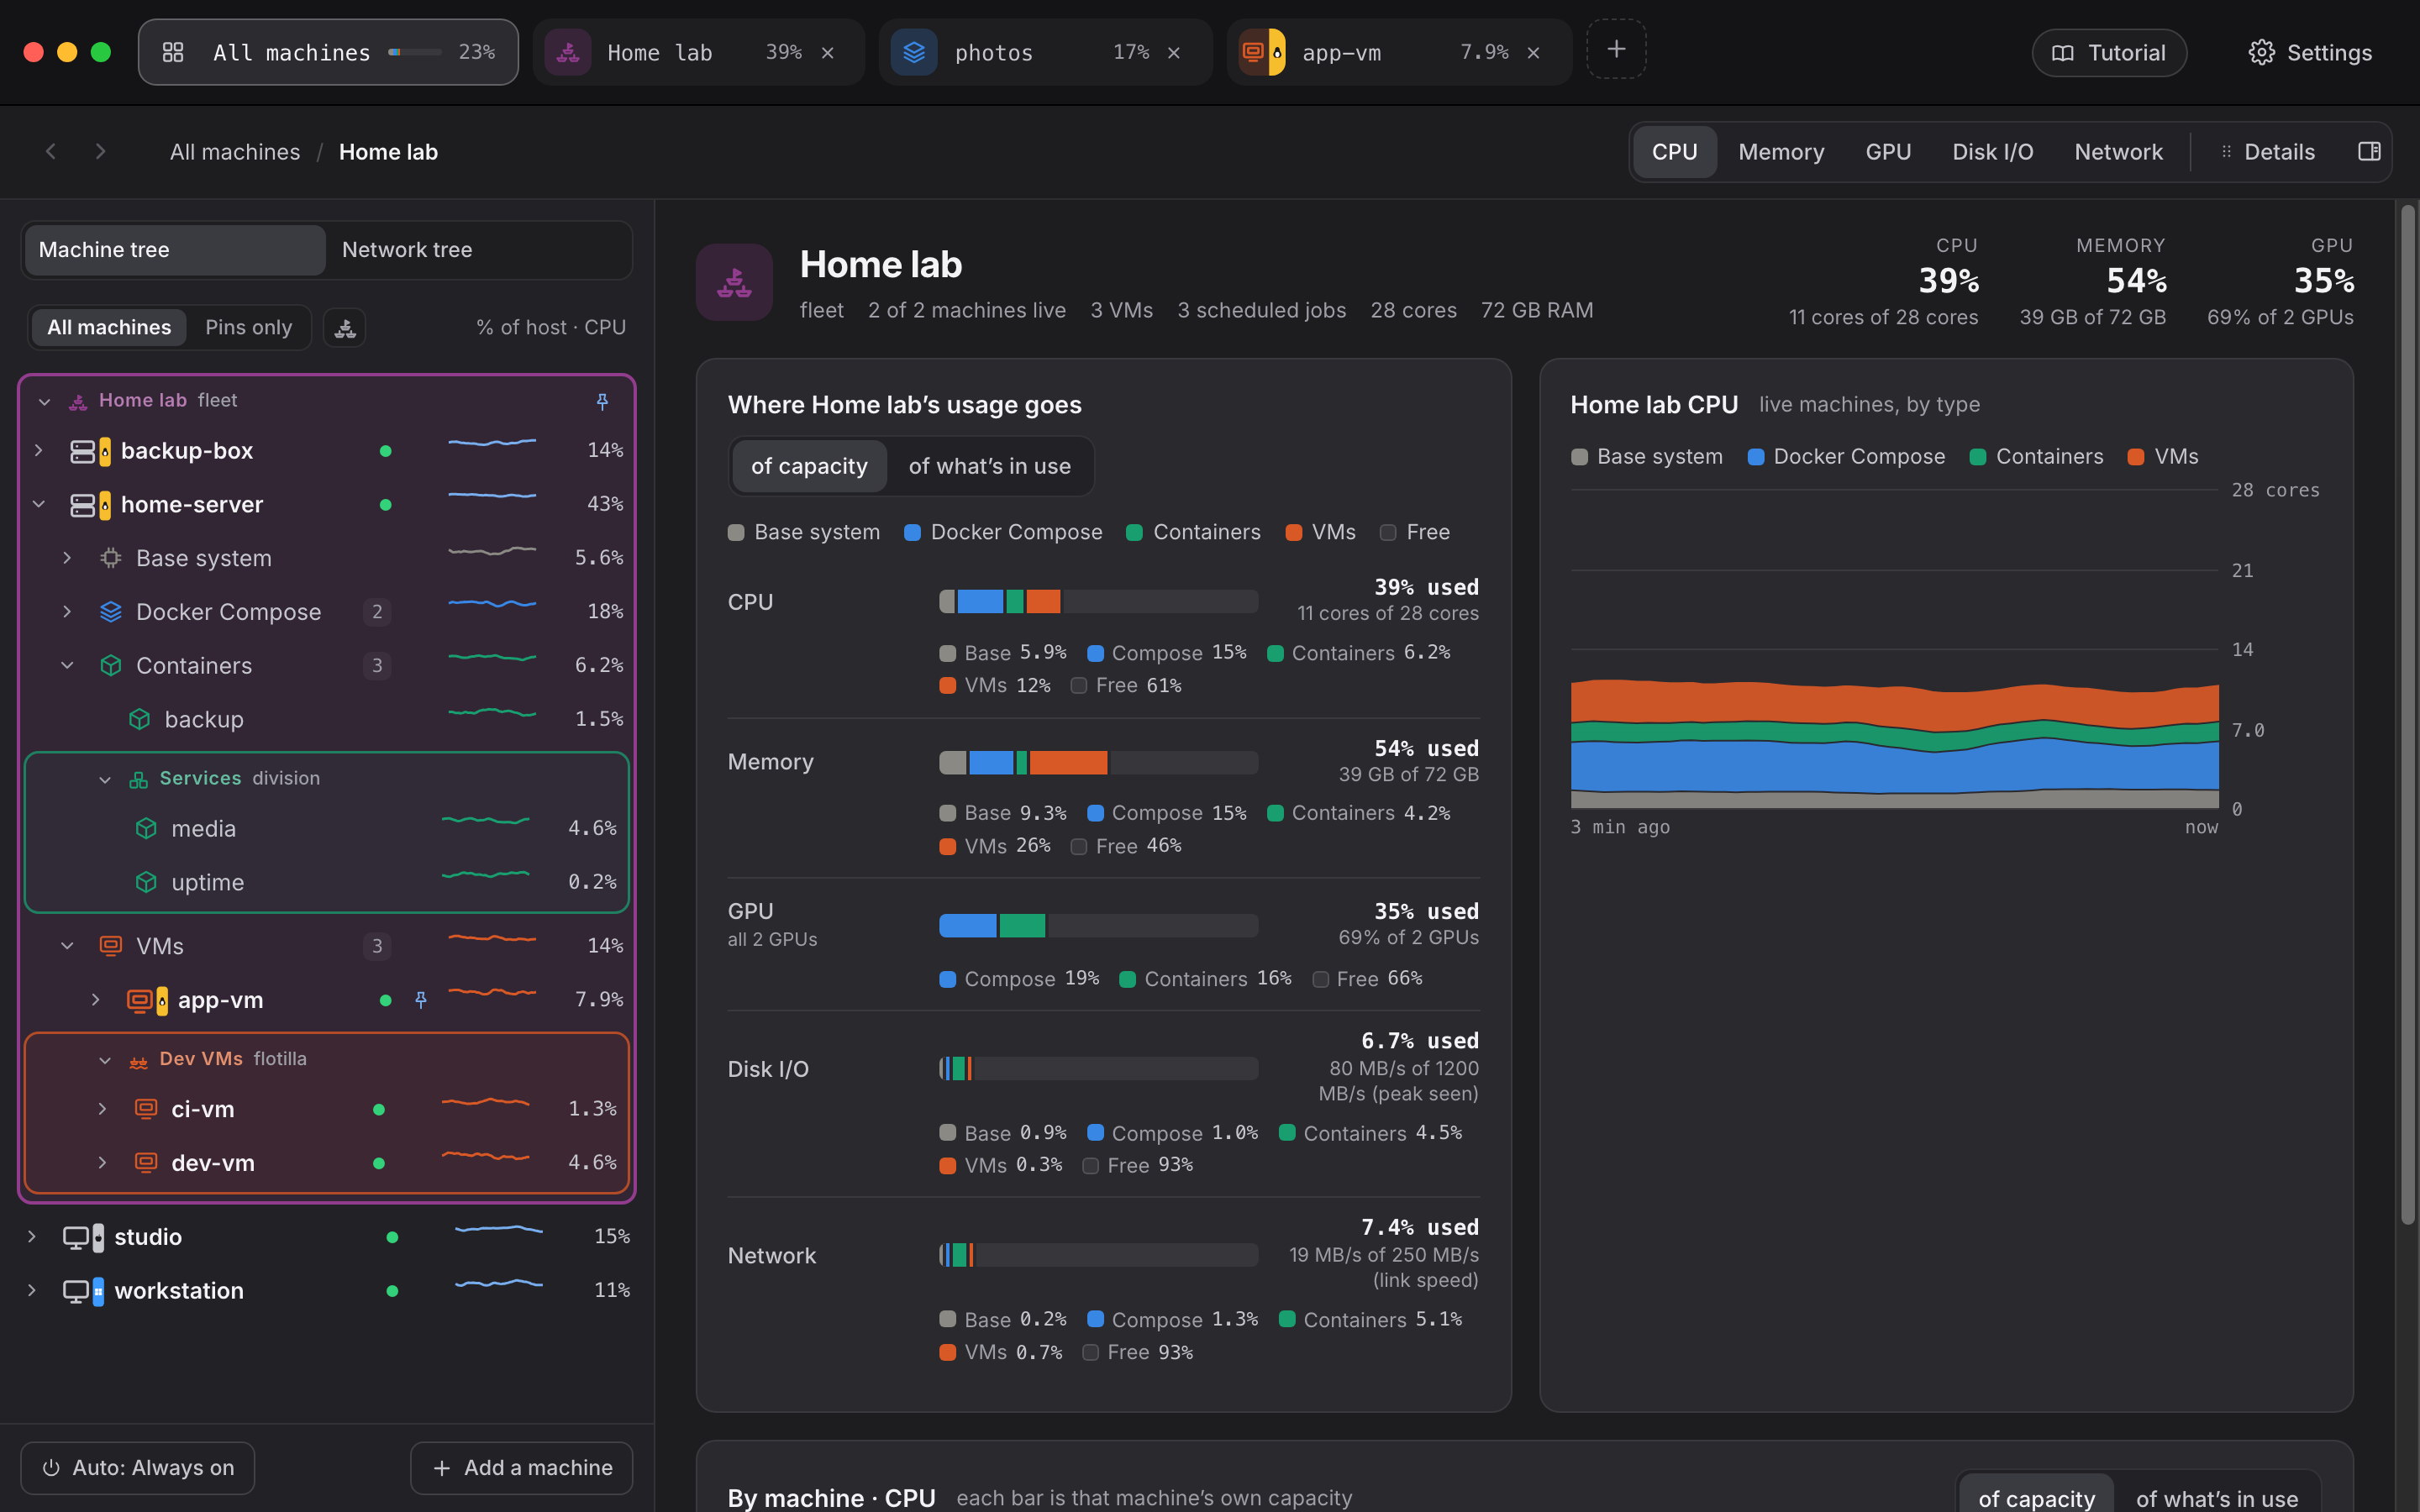 All machines 23%
Home lab 39%
photos 17%
app-vm 7.9%
Tutorial
Settings
All machines / Home lab
CPU Memory GPU Disk I/O Network Details
Machine tree Network tree
All machines Pins only % of host · CPU
Home lab fleet
backup-box 14%
home-server 43%
Base system 5.6%
Docker Compose 2 18%
Containers 3 6.2%
backup 1.5%
Services division
media 4.6%
uptime 0.2%
VMs 3 14%
app-vm 7.9%
Dev VMs flotilla
ci-vm 1.3%
dev-vm 4.6%
studio 15%
workstation 11%
Auto: Always on
Add a machine
Home lab
fleet 2 of 2 machines live 3 VMs 3 scheduled jobs 28 cores 72 GB RAM
CPU
39%
11 cores of 28 cores
MEMORY
54%
39 GB of 72 GB
GPU
35%
69% of 2 GPUs
Where Home lab’s usage goes
of capacity of what’s in use
Base system Docker Compose Containers VMs Free
CPU
39% used
11 cores of 28 cores
Base 5.9% Compose 15% Containers 6.2%
VMs 12% Free 61%
Memory
54% used
39 GB of 72 GB
Base 9.3% Compose 15% Containers 4.2%
VMs 26% Free 46%
GPU
all 2 GPUs
35% used
69% of 2 GPUs
Compose 19% Containers 16% Free 66%
Disk I/O
6.7% used
80 MB/s of 1200
MB/s (peak seen)
Base 0.9% Compose 1.0% Containers 4.5%
VMs 0.3% Free 93%
Network
7.4% used
19 MB/s of 250 MB/s
(link speed)
Base 0.2% Compose 1.3% Containers 5.1%
VMs 0.7% Free 93%
Home lab CPU live machines, by type
Base system Docker Compose Containers VMs
28 cores
21
14
7.0
0
3 min ago now
By machine · CPU each bar is that machine’s own capacity
of capacity of what’s in use